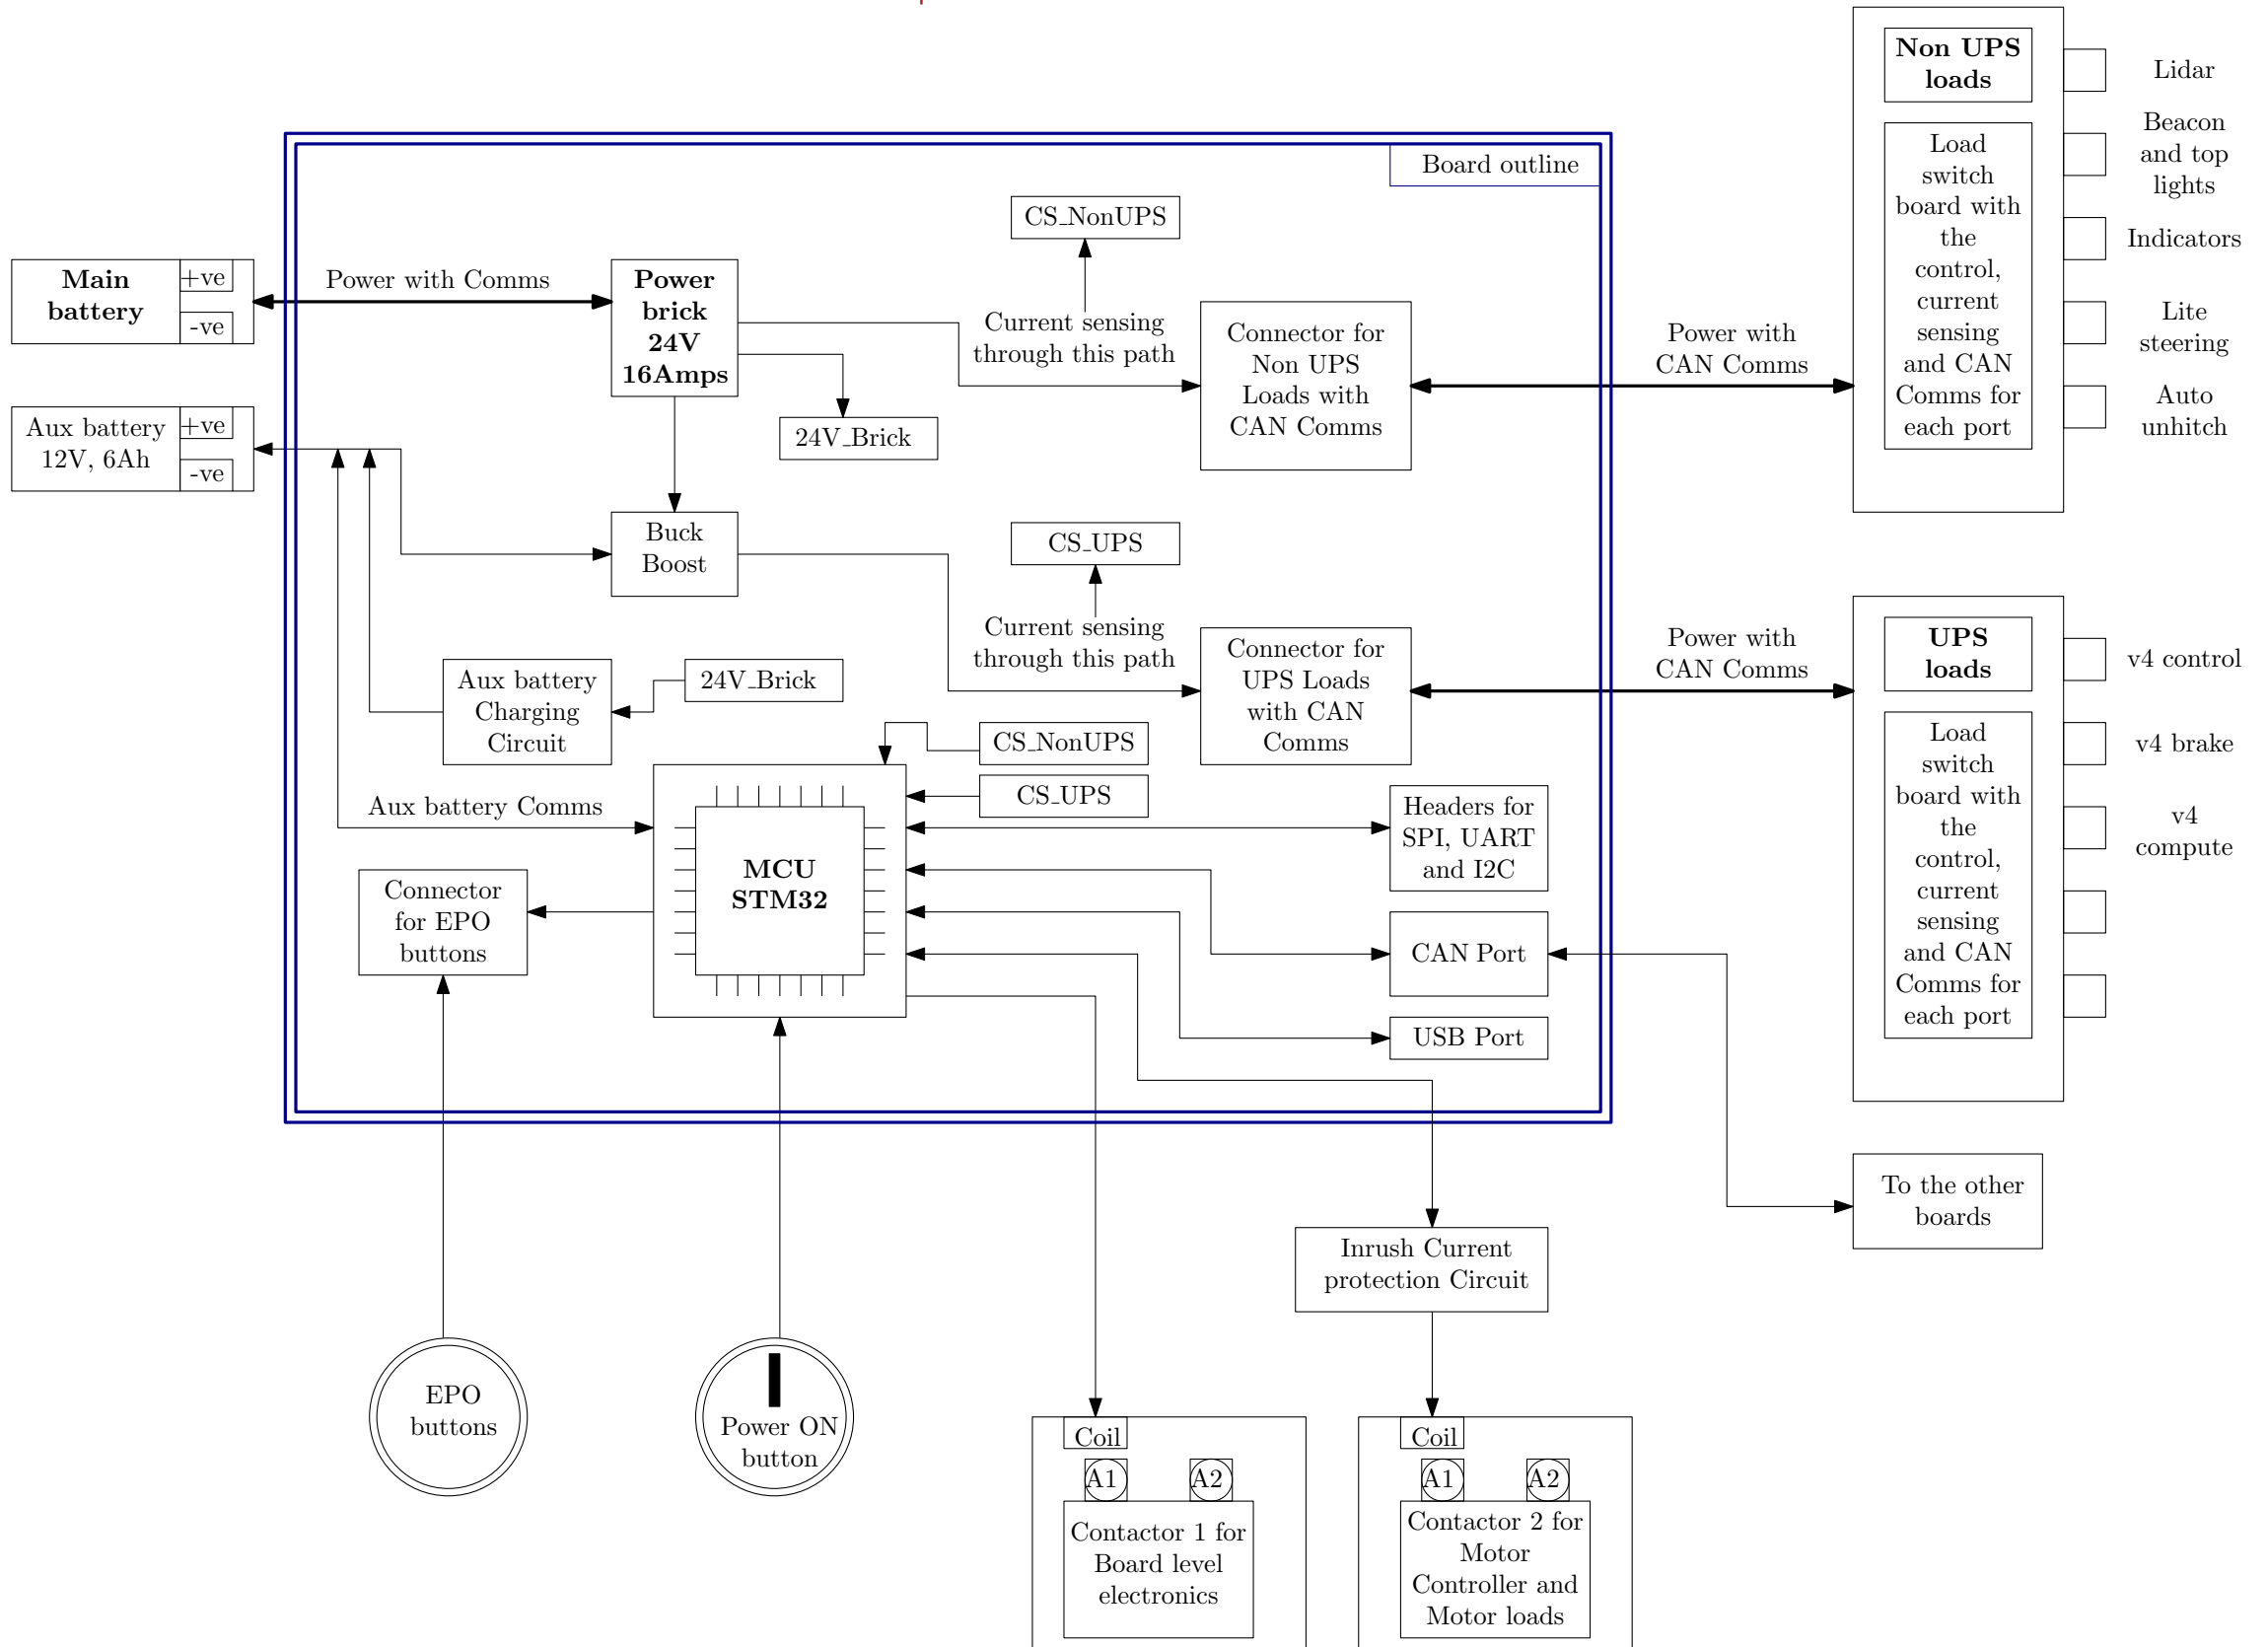 Non UPS
loads
Load
switch
board with
the
control,
current
sensing
and CAN
Comms for
each port
Lidar
Beacon
and top
lights
Indicators
Lite
steering
Auto
unhitch
Board outline
CS_NonUPS
Main
battery
+ve
-ve
Power with Comms
Power
brick
24V
16Amps
Current sensing
through this path
Connector for
Non UPS
Loads with
CAN Comms
Power with
CAN Comms
Aux battery
12V, 6Ah
+ve
-ve
24V_Brick
Buck
Boost
CS_UPS
Current sensing
through this path
Connector for
UPS Loads
with CAN
Comms
Power with
CAN Comms
UPS
loads
Load
switch
board with
the
control,
current
sensing
and CAN
Comms for
each port
v4 control
v4 brake
v4
compute
Aux battery
Charging
Circuit
24V_Brick
CS_NonUPS
CS_UPS
Aux battery Comms
MCU
STM32
Headers for
SPI, UART
and I2C
Connector
for EPO
buttons
CAN Port
USB Port
To the other
boards
Inrush Current
protection Circuit
EPO
buttons
Power ON
button
Coil
A1
A2
Contactor 1 for
Board level
electronics
Coil
A1
A2
Contactor 2 for
Motor
Controller and
Motor loads